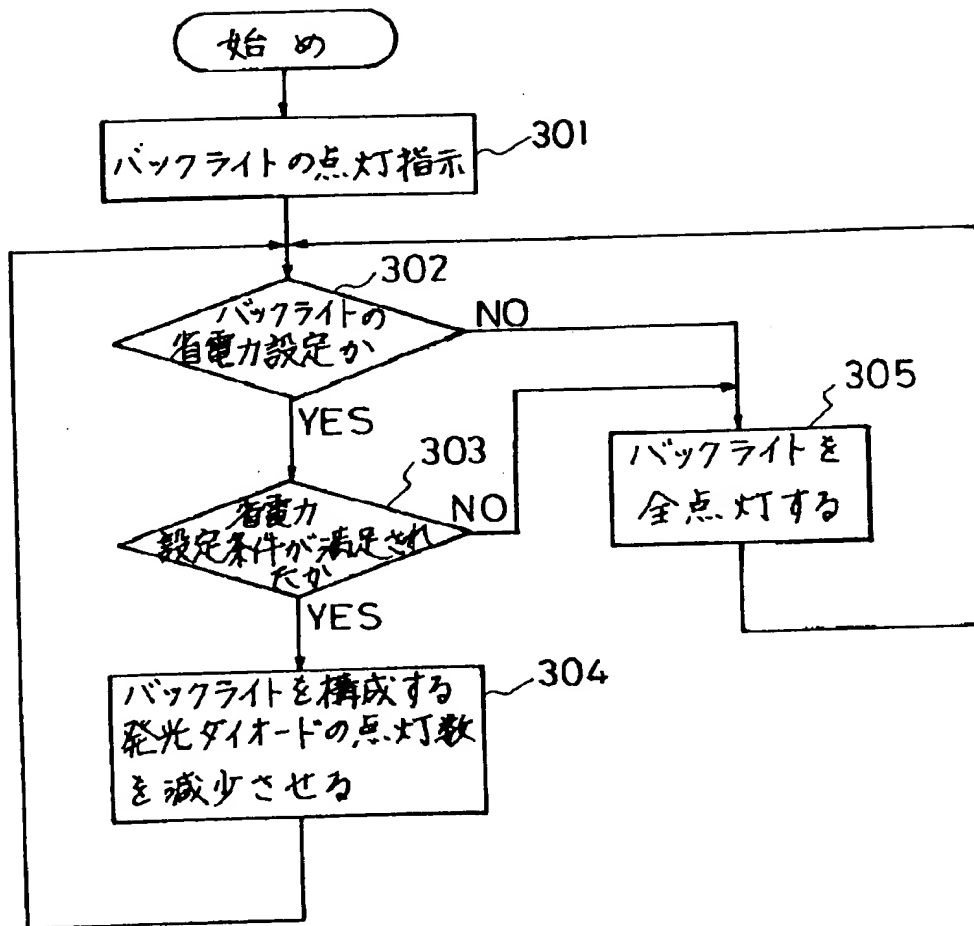 始め
バックライトの点灯指示
301
302
バックライトの
省電力設定か
NO
YES
303
省電力
設定条件が満足され
たか
NO
YES
305
バックライトを
全点灯する
304
バックライトを構成する
発光ダイオードの点灯数
を減少させる